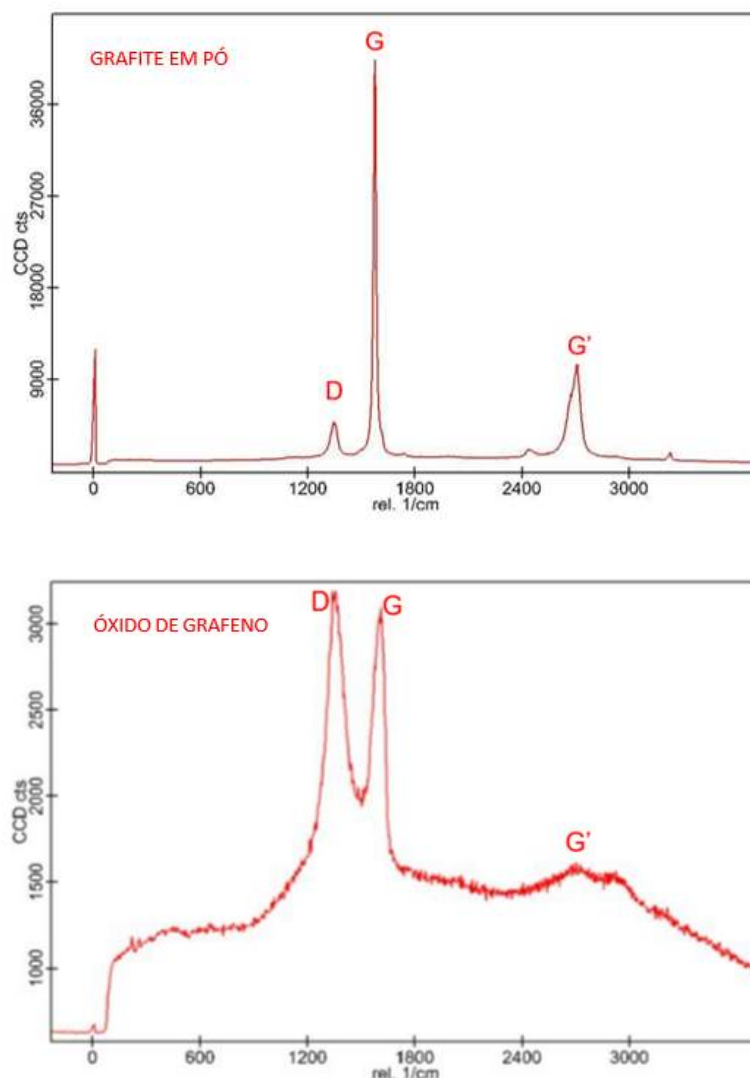 GRAFITE EM PÓ
G
D
G'
CCD cts
36000
27000
18000
9000
0
1200
1800
2400
3000
rel. 1/cm
ÓXIDO DE GRAFENO
D
G
G'
CCD cts
3000
2500
2000
1500
1000
0
600
1200
1800
2400
3000
rel. 1/cm